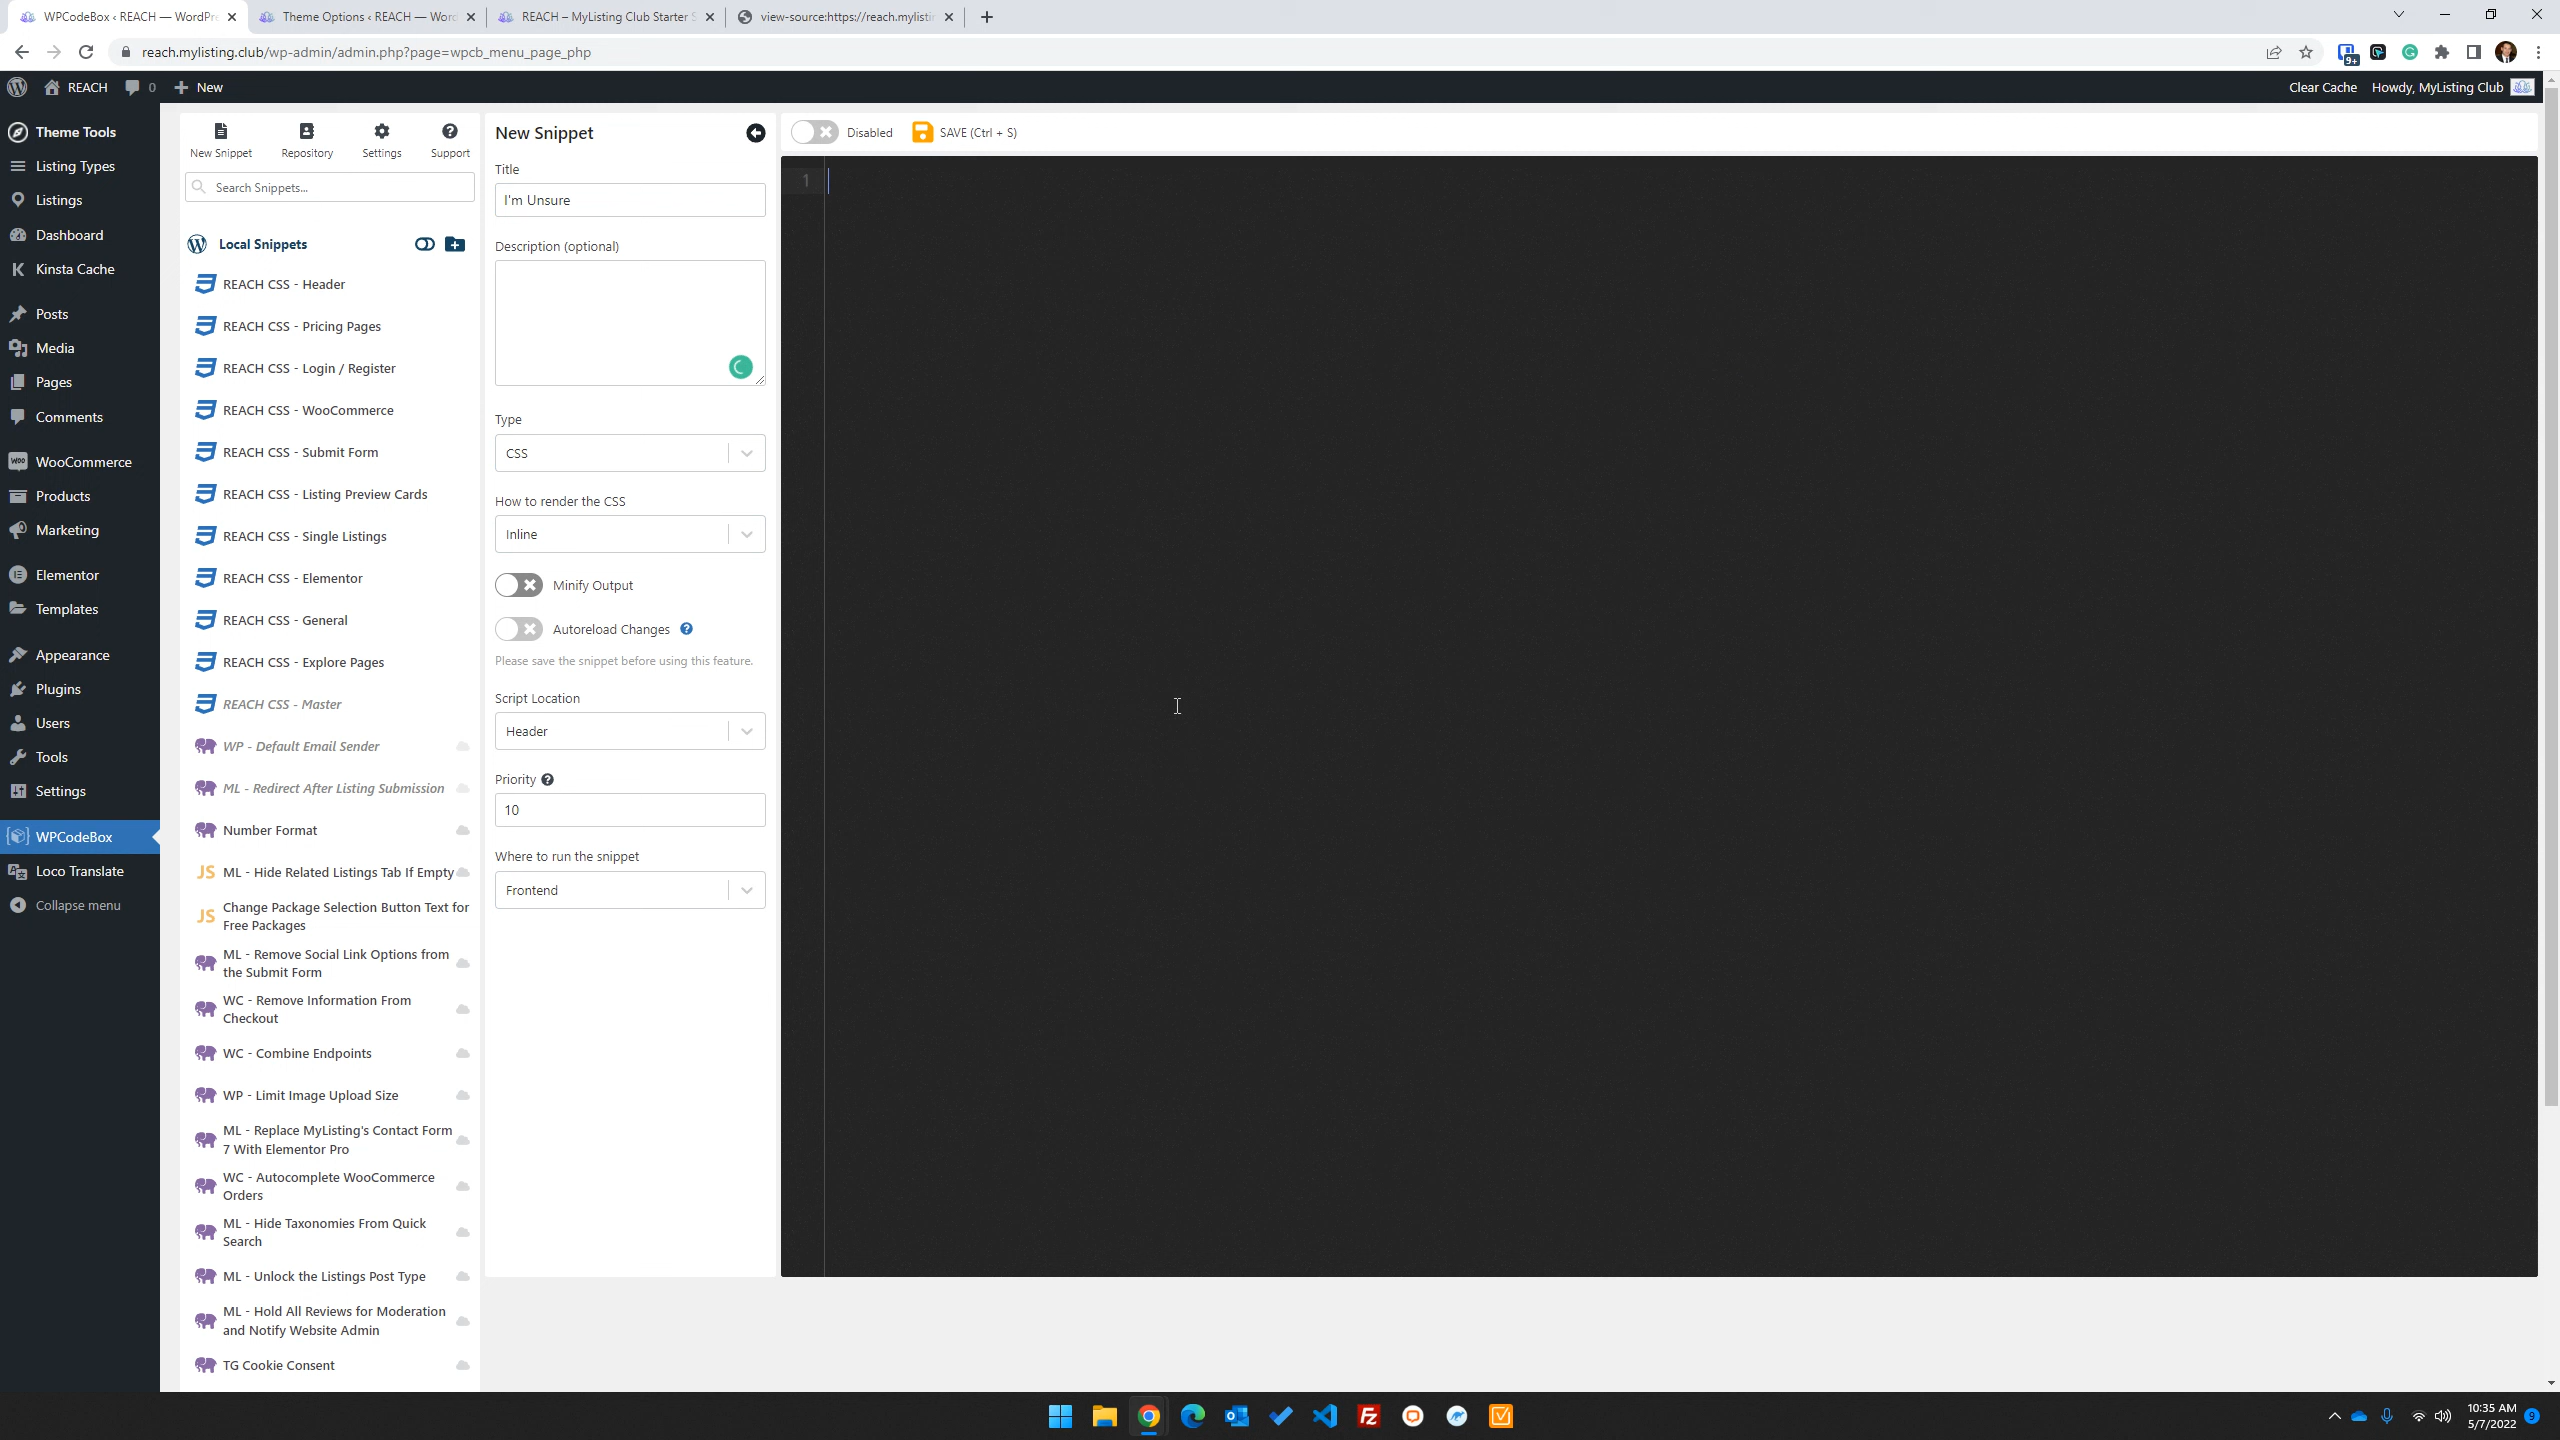 WPCodeBox ‹ REACH — WordPre
Theme Options ‹ REACH — Wor
REACH – MyListing Club Starter S
view-source:https://reach.mylistin
reach.mylisting.club/wp-admin/admin.php?page=wpcb_menu_page_php
9+
REACH
0
New
Clear Cache
Howdy, MyListing Club
Theme Tools
Listing Types
Listings
Dashboard
Kinsta Cache
Posts
Media
Pages
Comments
WooCommerce
Products
Marketing
Elementor
Templates
Appearance
Plugins
Users
Tools
Settings
WPCodeBox
Loco Translate
Collapse menu
New Snippet
Repository
Settings
Support
Search Snippets...
Local Snippets
REACH CSS - Header
REACH CSS - Pricing Pages
REACH CSS - Login / Register
REACH CSS - WooCommerce
REACH CSS - Submit Form
REACH CSS - Listing Preview Cards
REACH CSS - Single Listings
REACH CSS - Elementor
REACH CSS - General
REACH CSS - Explore Pages
REACH CSS - Master
WP - Default Email Sender
ML - Redirect After Listing Submission
Number Format
JS ML - Hide Related Listings Tab If Empty
JS Change Package Selection Button Text for
Free Packages
ML - Remove Social Link Options from
the Submit Form
WC - Remove Information From
Checkout
WC - Combine Endpoints
WP - Limit Image Upload Size
ML - Replace MyListing's Contact Form
7 With Elementor Pro
WC - Autocomplete WooCommerce
Orders
ML - Hide Taxonomies From Quick
Search
ML - Unlock the Listings Post Type
ML - Hold All Reviews for Moderation
and Notify Website Admin
TG Cookie Consent
New Snippet
Title
I'm Unsure
Description (optional)
Type
CSS
How to render the CSS
Inline
Minify Output
Autoreload Changes
Please save the snippet before using this feature.
Script Location
Header
Priority
10
Where to run the snippet
Frontend
Disabled
SAVE (Ctrl + S)
1
10:35 AM
5/7/2022
9